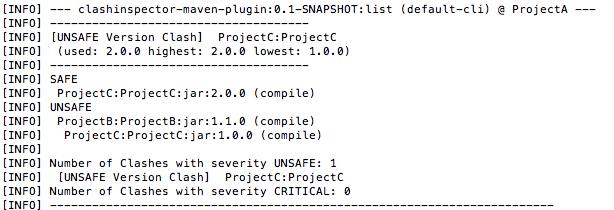 [INFO] --- clashinspector-maven-plugin:0.1-SNAPSHOT:list (default-cli) @ ProjectA ---
[INFO] ------------------------------------
[INFO] [UNSAFE Version Clash]  ProjectC:ProjectC
[INFO]  (used: 2.0.0 highest: 2.0.0 lowest: 1.0.0)
[INFO] ------------------------------------
[INFO] SAFE
[INFO]  ProjectC:ProjectC:jar:2.0.0 (compile)
[INFO] UNSAFE
[INFO]  ProjectB:ProjectB:jar:1.1.0 (compile)
[INFO]   ProjectC:ProjectC:jar:1.0.0 (compile)
[INFO]
[INFO] Number of Clashes with severity UNSAFE: 1
[INFO]  [UNSAFE Version Clash]  ProjectC:ProjectC
[INFO] Number of Clashes with severity CRITICAL: 0
[INFO] ----------------------------------------------------------------------